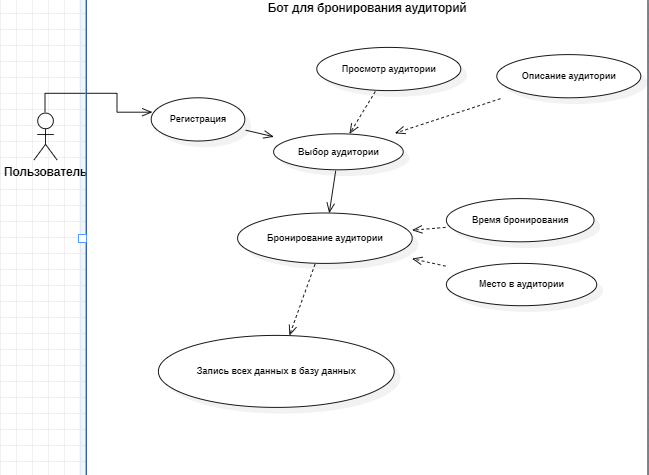 Бот для бронирования аудиторий
Просмотр аудитории
Описание аудитории
Регистрация
Выбор аудитории
Пользователь
Время бронирования
Бронирование аудитории
Место в аудитории
Запись всех данных в базу данных